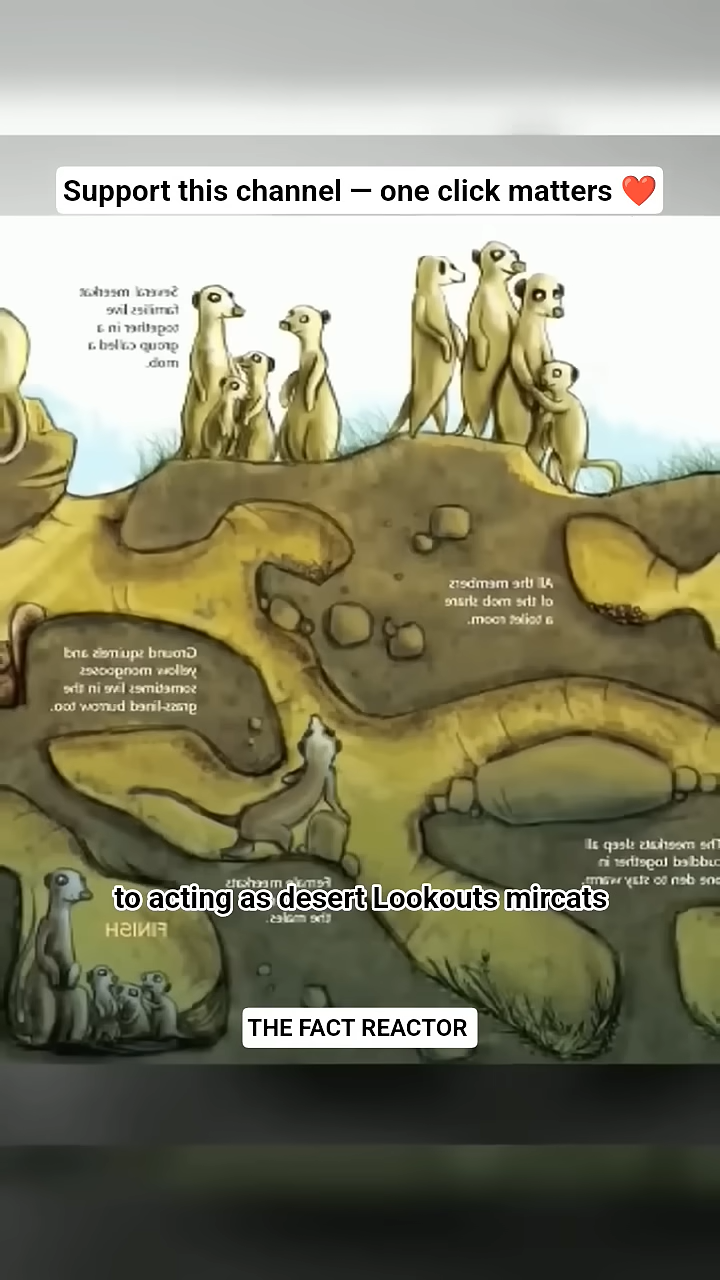 Support this channel — one click matters ❤️
Several meerkat
families live
together in a
group called a
mob.
All the members
of the mob share
a toilet room.
Ground squirrels and
yellow mongooses
sometimes live in the
grass-lined burrow too.
The meerkats sleep all
cuddled together in
one den to stay warm.
Female meerkats
to acting as desert Lookouts mircats
the males.
FINISH
THE FACT REACTOR